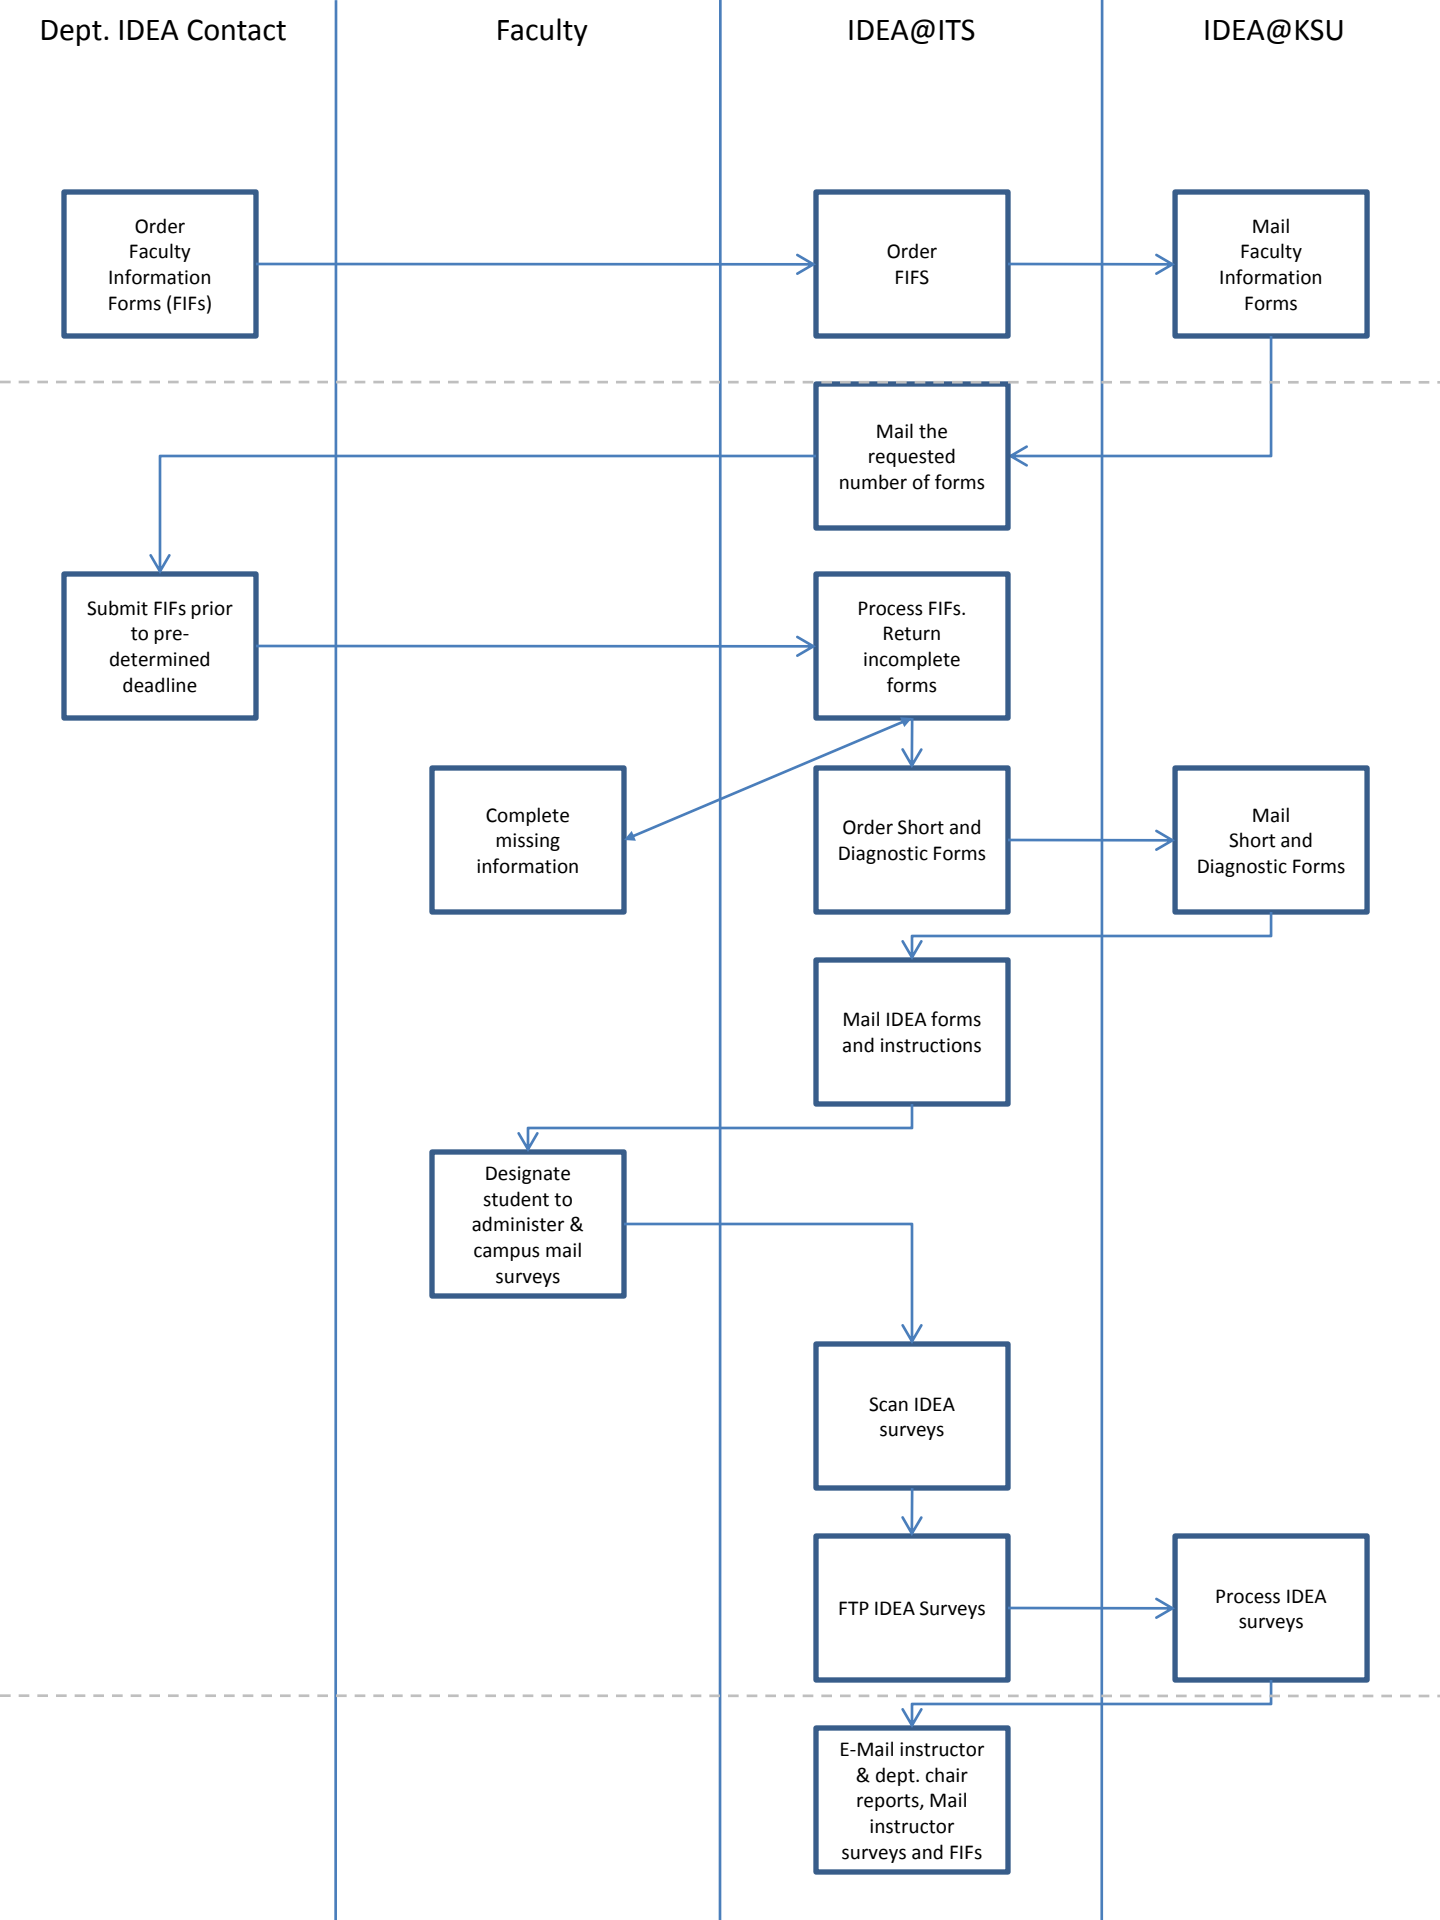 Dept. IDEA Contact
Faculty
IDEA@ITS
IDEA@KSU
Order
Faculty
Information
Forms (FIFs)
Order
FIFS
Mail
Faculty
Information
Forms
Mail the
requested
number of forms
Submit FIFs prior
to pre-
determined
deadline
Process FIFs.
Return
incomplete
forms
Complete
missing
information
Order Short and
Diagnostic Forms
Mail
Short and
Diagnostic Forms
Mail IDEA forms
and instructions
Designate
student to
administer &
campus mail
surveys
Scan IDEA
surveys
FTP IDEA Surveys
Process IDEA
surveys
E-Mail instructor
& dept. chair
reports, Mail
instructor
surveys and FIFs